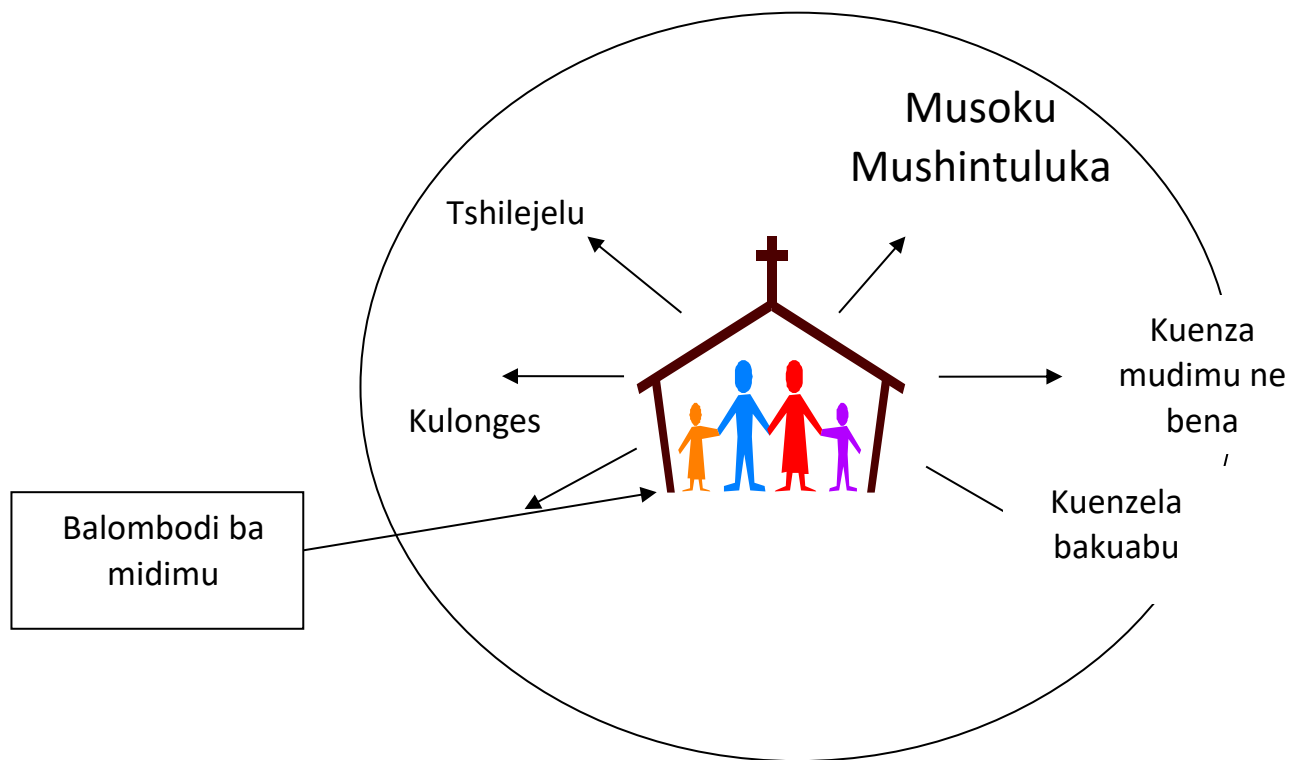 Musoku
Mushintuluka
Tshilejelu
Kuenza
mudimu ne
bena
Kulonges
Kuenzela
bakuabu
Balombodi ba
midimu